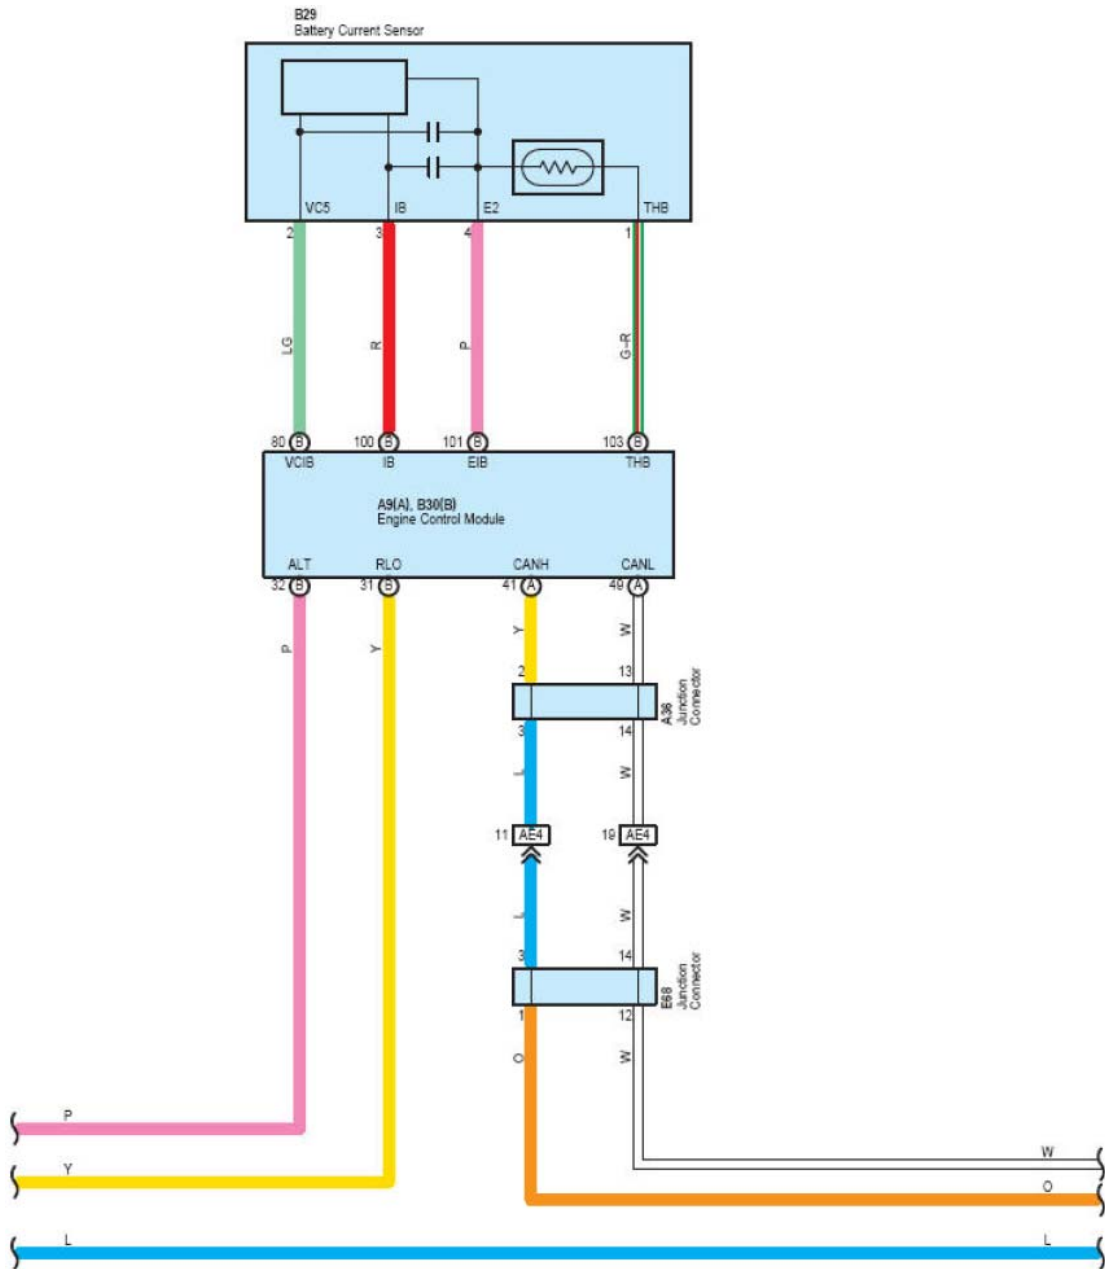 B29
Battery Current Sensor
VC5 IB E2 THB
2 3 4 1
LG R P G-R
80 B 100 B 101 B 103 B
VCIB IB EIB THB
A9(A), B30(B)
Engine Control Module
ALT RLO CANH CANL
32 B 31 B 41 A 49 A
P Y Y W
2 13
A36
Junction
Connector
3 14
L W
11 AE4 19 AE4
L W
3 14
E68
Junction
Connector
1 12
O W
P
W
Y
O
L L